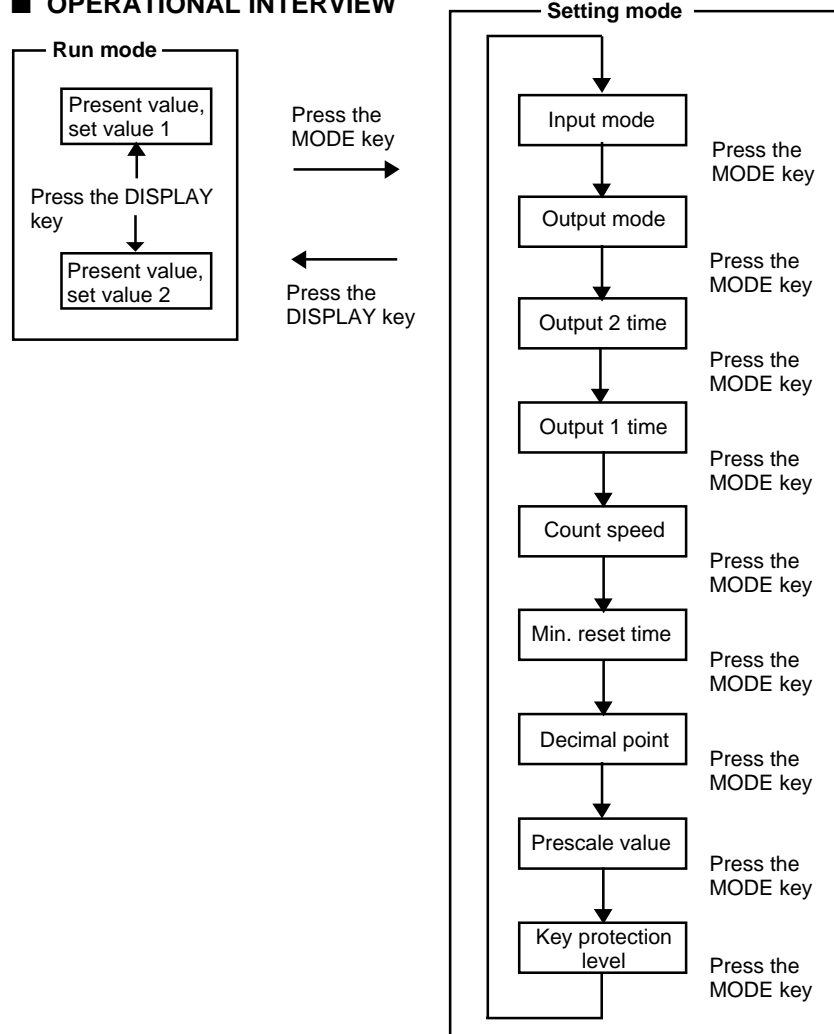 ■ OPERATIONAL INTERVIEW
Run mode
Present value,
set value 1
Press the DISPLAY
key
Present value,
set value 2
Press the
MODE key
Press the
DISPLAY key
Setting mode
Input mode
Press the
MODE key
Output mode
Press the
MODE key
Output 2 time
Press the
MODE key
Output 1 time
Press the
MODE key
Count speed
Press the
MODE key
Min. reset time
Press the
MODE key
Decimal point
Press the
MODE key
Prescale value
Press the
MODE key
Key protection
level
Press the
MODE key